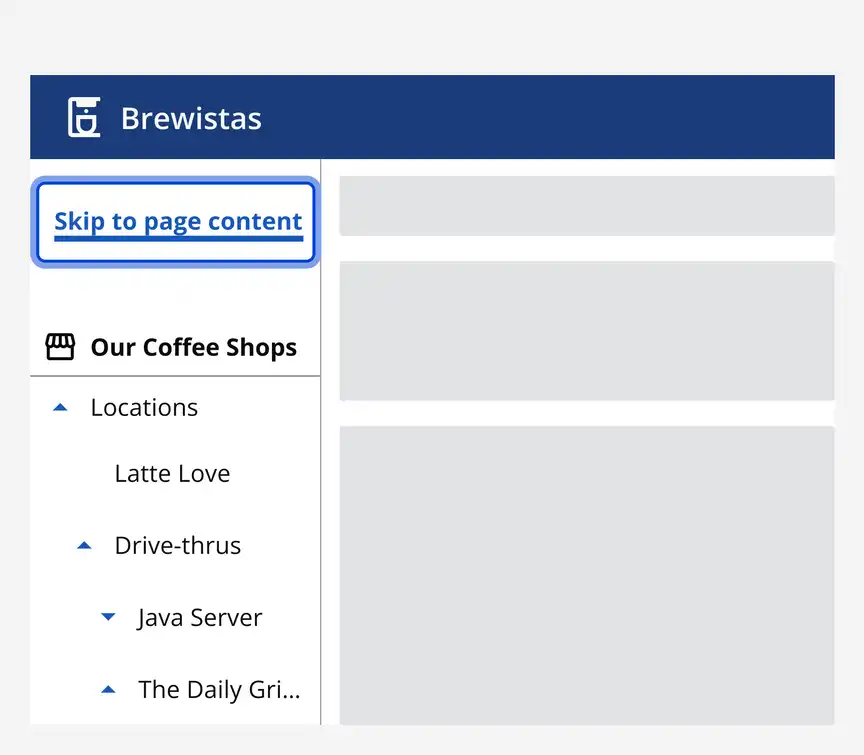 Brewistas
Skip to page content
Our Coffee Shops
Locations
Latte Love
Drive-thrus
Java Server
The Daily Gri...